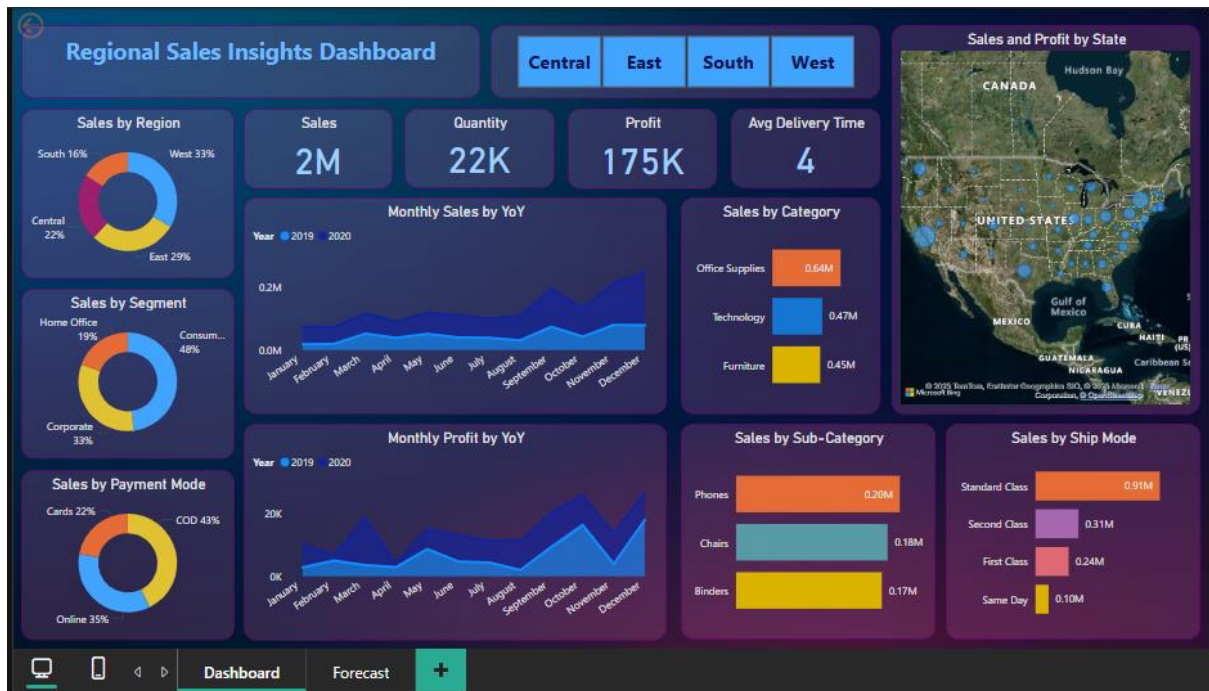 Regional Sales Insights Dashboard
Central East South West
Sales and Profit by State
Hudson Bay
CANADA
UNITED STATES
Gulf of
Mexico
MEXICO
CUBA
HAITI PR
(US)
GUATEMALA
NICARAGUA
Caribbean Se
VENEZ
Microsoft Bing
Corporation, © OpenStreetMap
Sales by Region
South 16%
West 33%
Central
22%
East 29%
Sales
2M
Quantity
22K
Profit
175K
Avg Delivery Time
4
Monthly Sales by YoY
Year 2019 2020
0.2M
0.0M
January February March April May June July August September October November December
Sales by Category
Office Supplies 0.64M
Technology 0.47M
Furniture 0.45M
Sales by Segment
Home Office
19%
Consum...
48%
Corporate
33%
Monthly Profit by YoY
Year 2019 2020
20K
0K
January February March April May June July August September October November December
Sales by Sub-Category
Phones 0.20M
Chairs 0.18M
Binders 0.17M
Sales by Ship Mode
Standard Class 0.91M
Second Class 0.31M
First Class 0.24M
Same Day 0.10M
Sales by Payment Mode
Cards 22%
COD 43%
Online 35%
Dashboard Forecast +